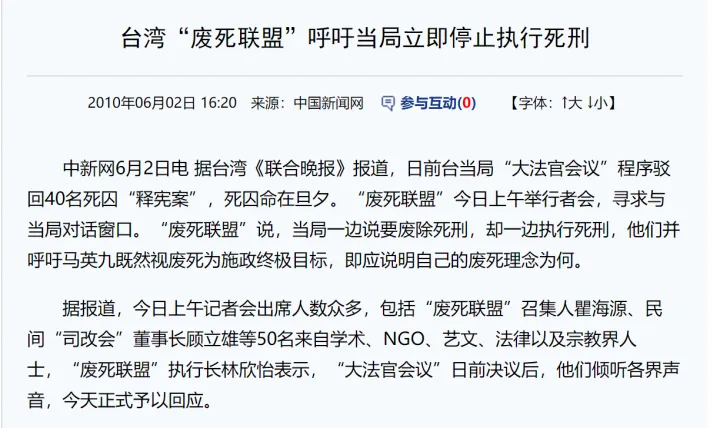 台湾“废死联盟”呼吁当局立即停止执行死刑
2010年06月02日 16:20 来源：中国新闻网 参与互动(0) 【字体：↑大 ↓小】
中新网6月2日电 据台湾《联合晚报》报道，日前台当局“大法官会议”程序驳
回40名死囚“释宪案”，死囚命在旦夕。“废死联盟”今日上午举行者会，寻求与
当局对话窗口。“废死联盟”说，当局一边说要废除死刑，却一边执行死刑，他们并
呼吁马英九既然视废死为施政终极目标，即应说明自己的废死理念为何。
据报道，今日上午记者会出席人数众多，包括“废死联盟”召集人瞿海源、民
间“司改会”董事长顾立雄等50名来自学术、NGO、艺文、法律以及宗教界人
士，“废死联盟”执行长林欣怡表示，“大法官会议”日前决议后，他们倾听各界声
音，今天正式予以回应。